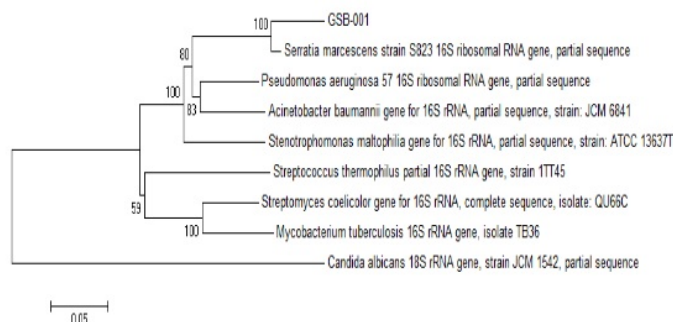 100
GSB-001
Serratia marcescens strain S823 16S ribosomal RNA gene, partial sequence
80
Pseudomonas aeruginosa 57 16S ribosomal RNA gene, partial sequence
100
83
Acinetobacter baumannii gene for 16S rRNA, partial sequence, strain: JCM 6841
Stenotrophomonas maltophilia gene for 16S rRNA, partial sequence, strain: ATCC 13637T
Streptococcus thermophilus partial 16S rRNA gene, strain 1TT45
59
Streptomyces coelicolor gene for 16S rRNA, complete sequence, isolate: QU66C
100
Mycobacterium tuberculosis 16S rRNA gene, isolate TB36
Candida albicans 18S rRNA gene, strain JCM 1542, partial sequence
0.05